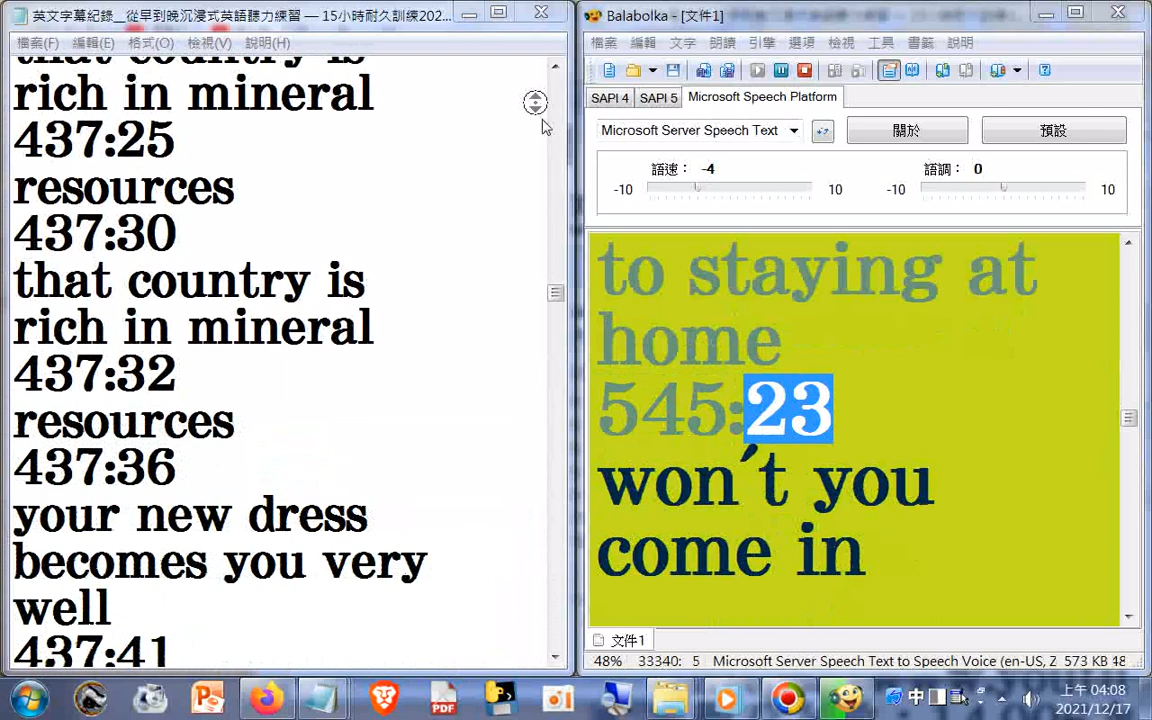 英文字幕紀錄__從早到晚沉浸式英語聽力練習 — 15小時耐久訓練202...
檔案(F) 編輯(E) 格式(O) 檢視(V) 說明(H)
that country is
rich in mineral
437:25
resources
437:30
that country is
rich in mineral
437:32
resources
437:36
your new dress
becomes you very
well
437:41
Balabolka - [文件1]
檔案 編輯 文字 朗讀 引擎 選項 檢視 工具 書籤 說明
SAPI 4 SAPI 5 Microsoft Speech Platform
Microsoft Server Speech Text 關於 預設
語速： -4 語調： 0
-10 10 -10 10
to staying at
home
545:23
won't you
come in
文件1
48% 33340: 5 Microsoft Server Speech Text to Speech Voice (en-US, Z 573 KB 48
PDF 中 上午 04:08
2021/12/17